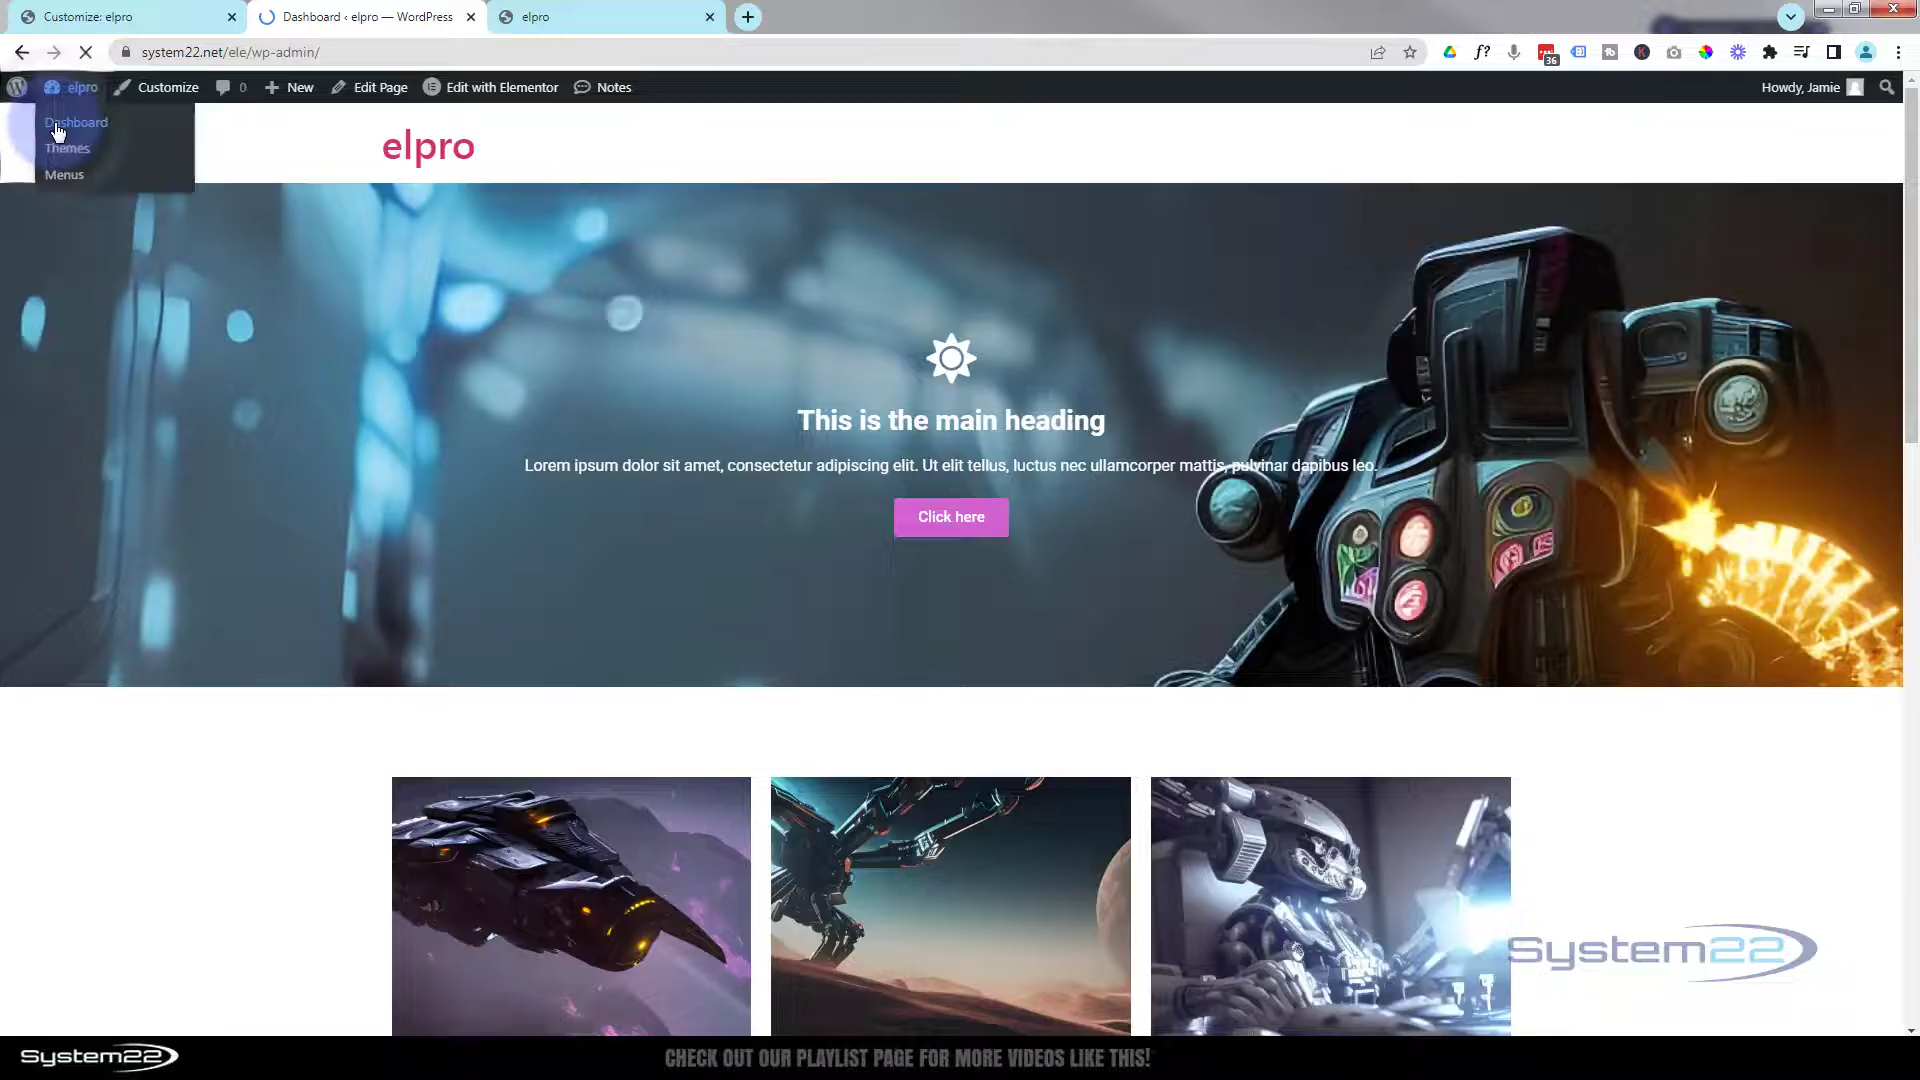 Customize: elpro
Dashboard ‹ elpro — WordPress
elpro
system22.net/ele/wp-admin/
f?
36
elpro
Customize
0
New
Edit Page
Edit with Elementor
Notes
Howdy, Jamie
Dashboard
Themes
Menus
elpro
This is the main heading
Lorem ipsum dolor sit amet, consectetur adipiscing elit. Ut elit tellus, luctus nec ullamcorper mattis, pulvinar dapibus leo.
Click here
System22
System22
CHECK OUT OUR PLAYLIST PAGE FOR MORE VIDEOS LIKE THIS!